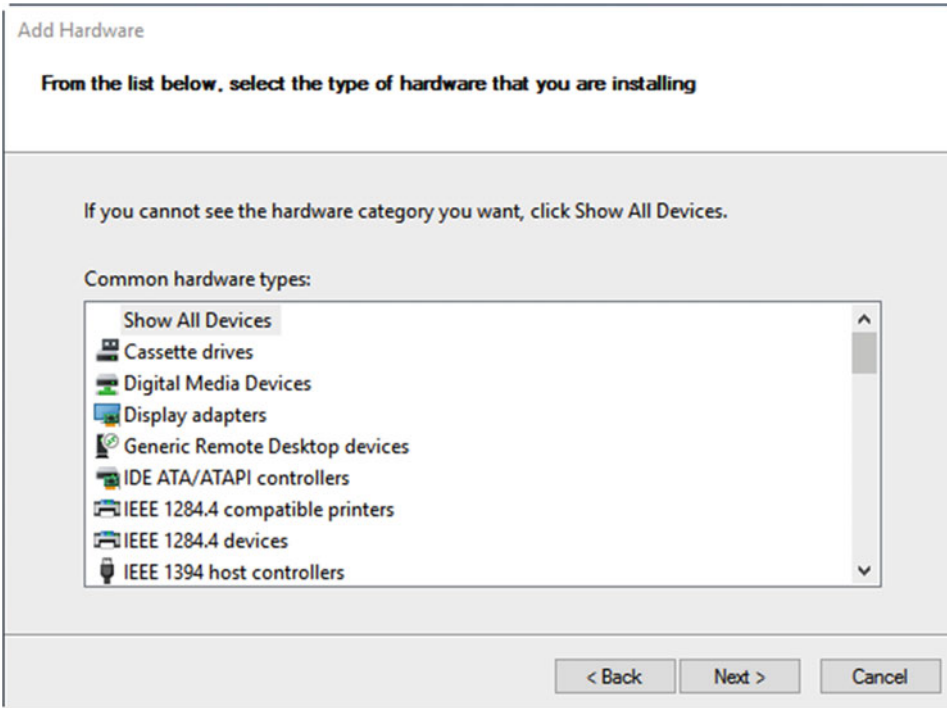 Add Hardware
From the list below, select the type of hardware that you are installing
If you cannot see the hardware category you want, click Show All Devices.
Common hardware types:
Show All Devices
Cassette drives
Digital Media Devices
Display adapters
Generic Remote Desktop devices
IDE ATA/ATAPI controllers
IEEE 1284.4 compatible printers
IEEE 1284.4 devices
IEEE 1394 host controllers
< Back Next > Cancel